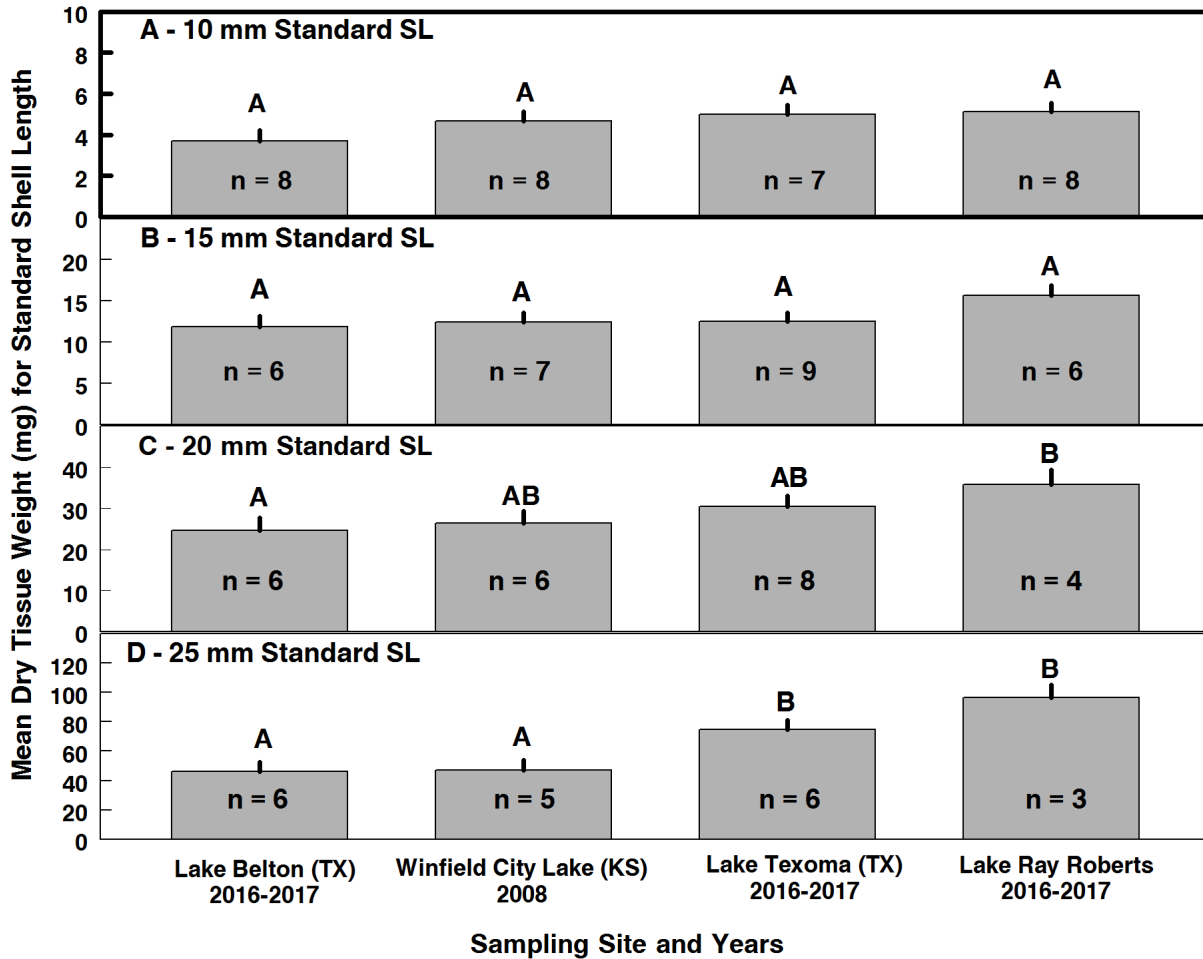 Mean Dry Tissue Weight (mg) for Standard Shell Length
A - 10 mm Standard SL
10
8
6
4
2
0
A
A
A
A
n = 8
n = 8
n = 7
n = 8
B - 15 mm Standard SL
20
15
10
5
0
A
A
A
A
n = 6
n = 7
n = 9
n = 6
C - 20 mm Standard SL
40
30
20
10
0
A
AB
AB
B
n = 6
n = 6
n = 8
n = 4
D - 25 mm Standard SL
120
100
80
60
40
20
0
A
A
B
B
n = 6
n = 5
n = 6
n = 3
Lake Belton (TX)
2016-2017
Winfield City Lake (KS)
2008
Lake Texoma (TX)
2016-2017
Lake Ray Roberts
2016-2017
Sampling Site and Years